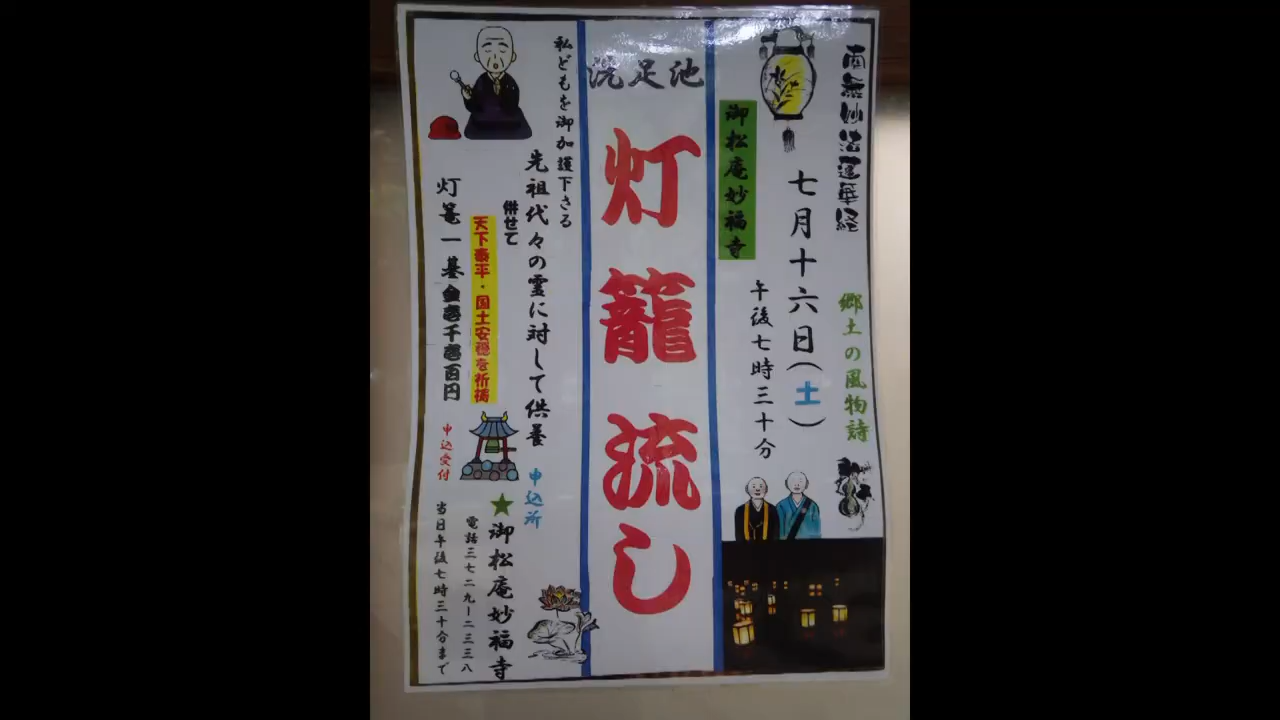 南無妙法蓮華経
郷土の風物詩
七月十六日(土)
午後七時三十分
御松庵妙福寺
洗足池
灯籠流し
私どもを御加護下さる
先祖代々の霊に対して供養
併せて
天下泰平・国土安穏を祈祷
灯篭一基金壱千壱百円
申込所
★御松庵妙福寺
電話三七二九ー二三三八
申込受付
当日午後七時三十分まで